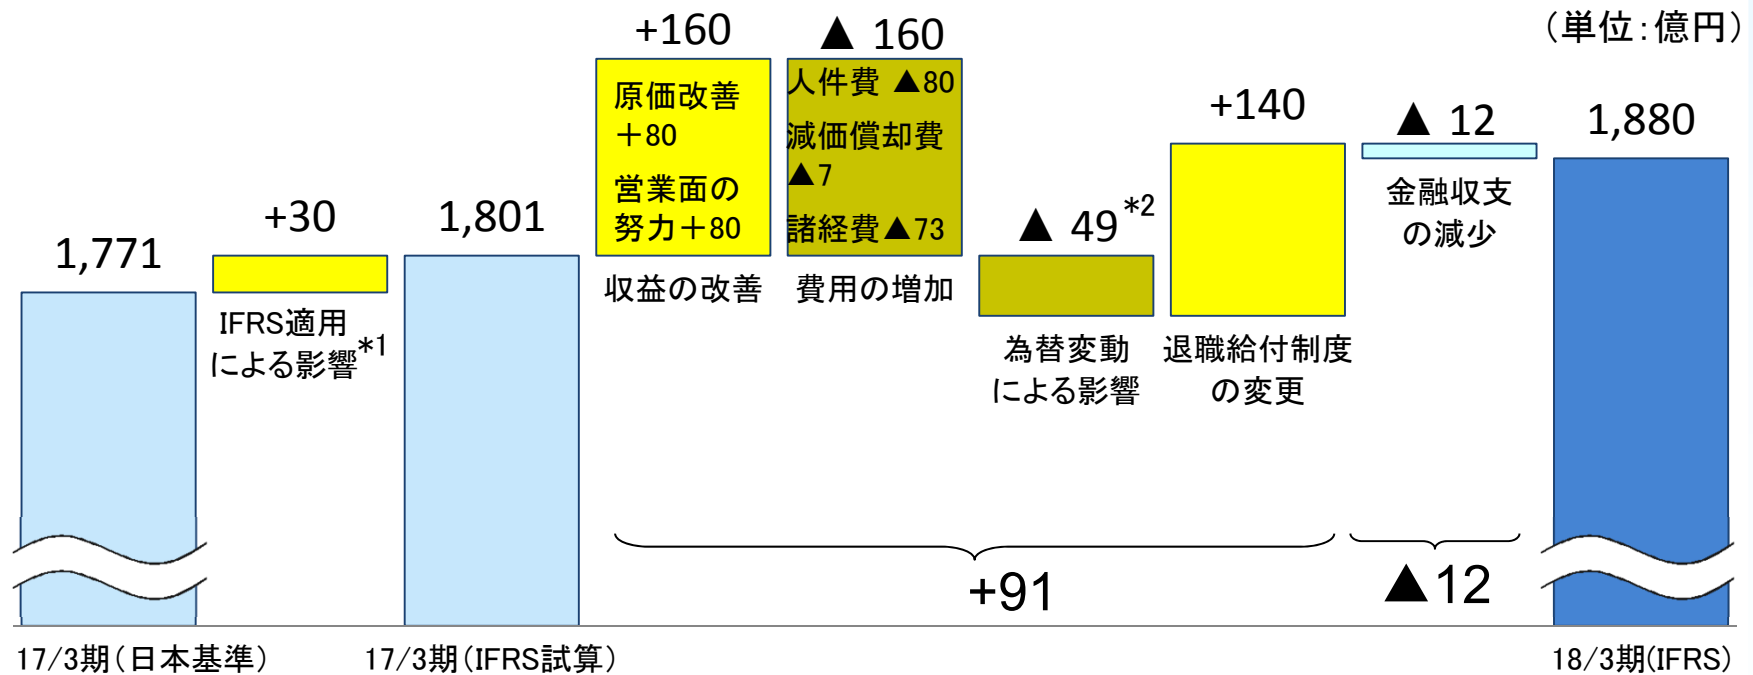 (単位:億円)
1,771
+30
IFRS適用
による影響*1
1,801
+160
原価改善
+80
営業面の
努力+80
収益の改善
▲ 160
人件費 ▲80
減価償却費
▲7
諸経費▲73
費用の増加
▲ 49*2
為替変動
による影響
+140
退職給付制度
の変更
▲ 12
金融収支
の減少
1,880
+91
▲12
17/3期(日本基準)
17/3期(IFRS試算)
18/3期(IFRS)